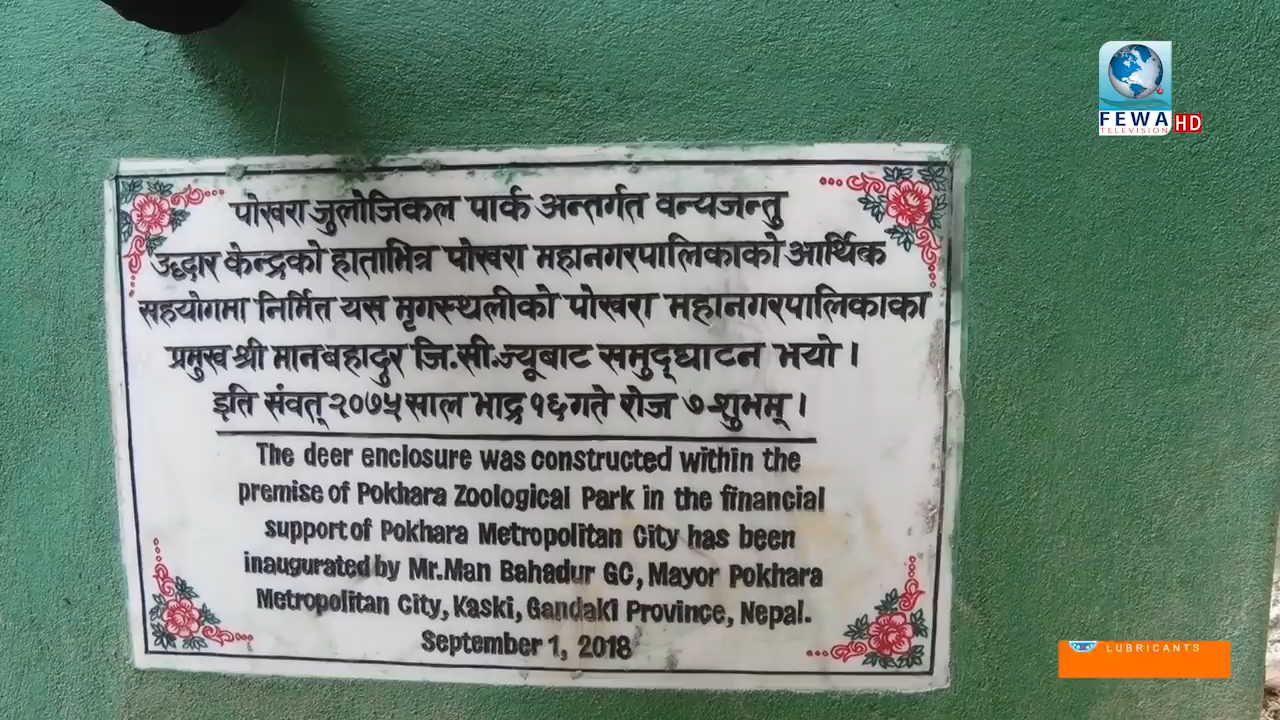 FEWA HD
TELEVISION
पोखरा जुलोजिकल पार्क अन्तर्गत वन्यजन्तु
उद्दार केन्द्रको हाताभित्र पोखरा महानगरपालिकाको आर्थिक
सहयोगमा निर्मित यस मृगस्थलीको पोखरा महानगरपालिकाका
प्रमुख श्री मानबहादुर जि.सी.ज्यूबाट समुद्घाटन भयो ।
इति संवत् २०७५ साल भाद्र १६ गते रोज ७ शुभम् ।
The deer enclosure was constructed within the
premise of Pokhara Zoological Park in the financial
support of Pokhara Metropolitan City has been
inaugurated by Mr.Man Bahadur GC, Mayor Pokhara
Metropolitan City, Kaski, Gandaki Province, Nepal.
September 1, 2018
LUBRICANTS